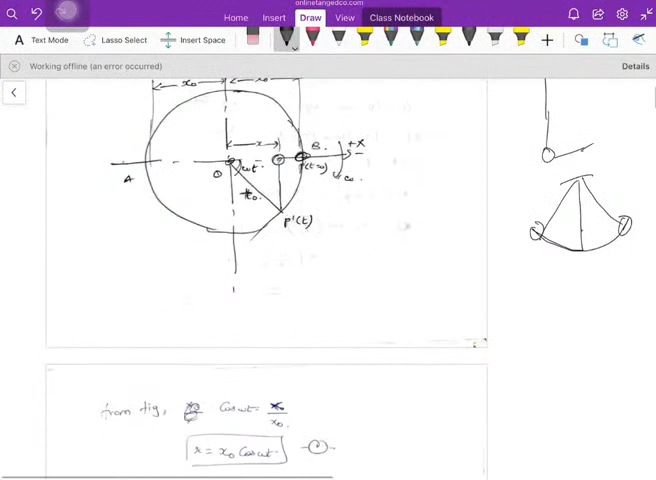 onlinetangedco.com
Home Insert Draw View Class Notebook
A Text Mode Lasso Select Insert Space
Working offline (an error occurred) Details
x₀ x₀
x B. +X
A O ωt P(t=0) ω
x₀
P'(t)
from fig, Cos ωt = x/x₀.
x = x₀ Cos ωt